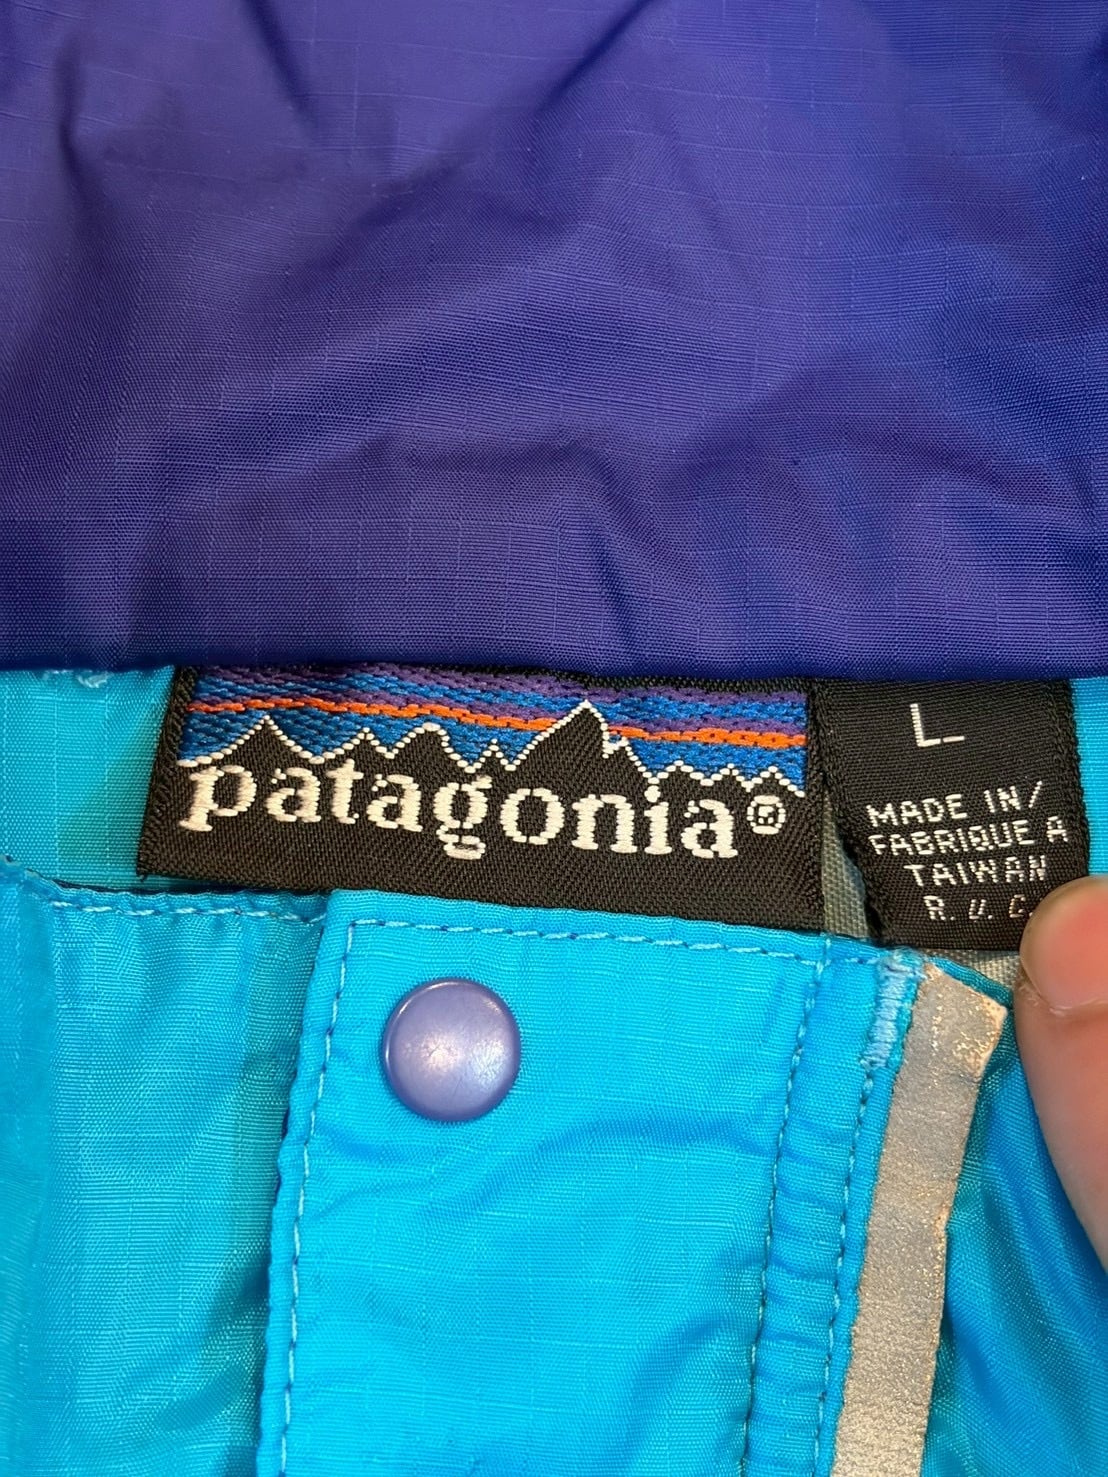 patagonia®
L
MADE IN/
FABRIQUE A
TAIWAN
R. O. C.